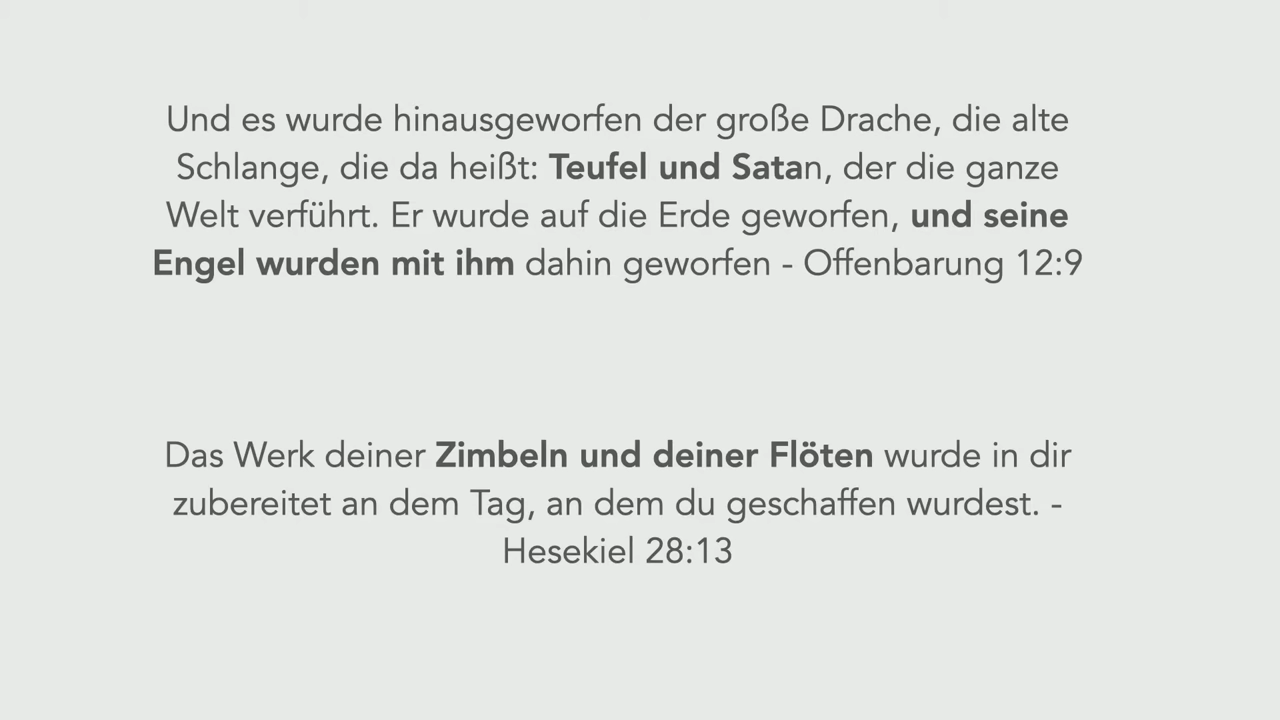 Und es wurde hinausgeworfen der große Drache, die alte
Schlange, die da heißt: Teufel und Satan, der die ganze
Welt verführt. Er wurde auf die Erde geworfen, und seine
Engel wurden mit ihm dahin geworfen - Offenbarung 12:9
Das Werk deiner Zimbeln und deiner Flöten wurde in dir
zubereitet an dem Tag, an dem du geschaffen wurdest. -
Hesekiel 28:13